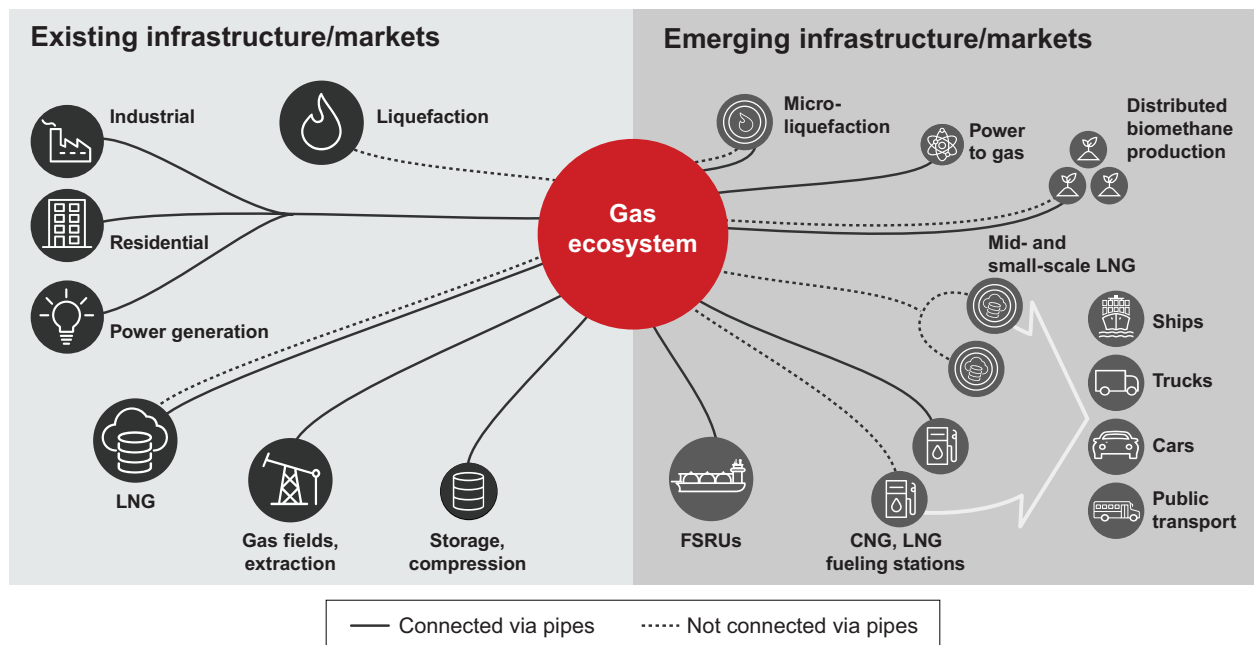 Existing infrastructure/markets
Emerging infrastructure/markets
Industrial
Liquefaction
Residential
Power generation
LNG
Gas fields,
extraction
Storage,
compression
Gas
ecosystem
Micro-
liquefaction
Power
to gas
Distributed
biomethane
production
Mid- and
small-scale LNG
Ships
Trucks
Cars
Public
transport
FSRUs
CNG, LNG
fueling stations
Connected via pipes
Not connected via pipes